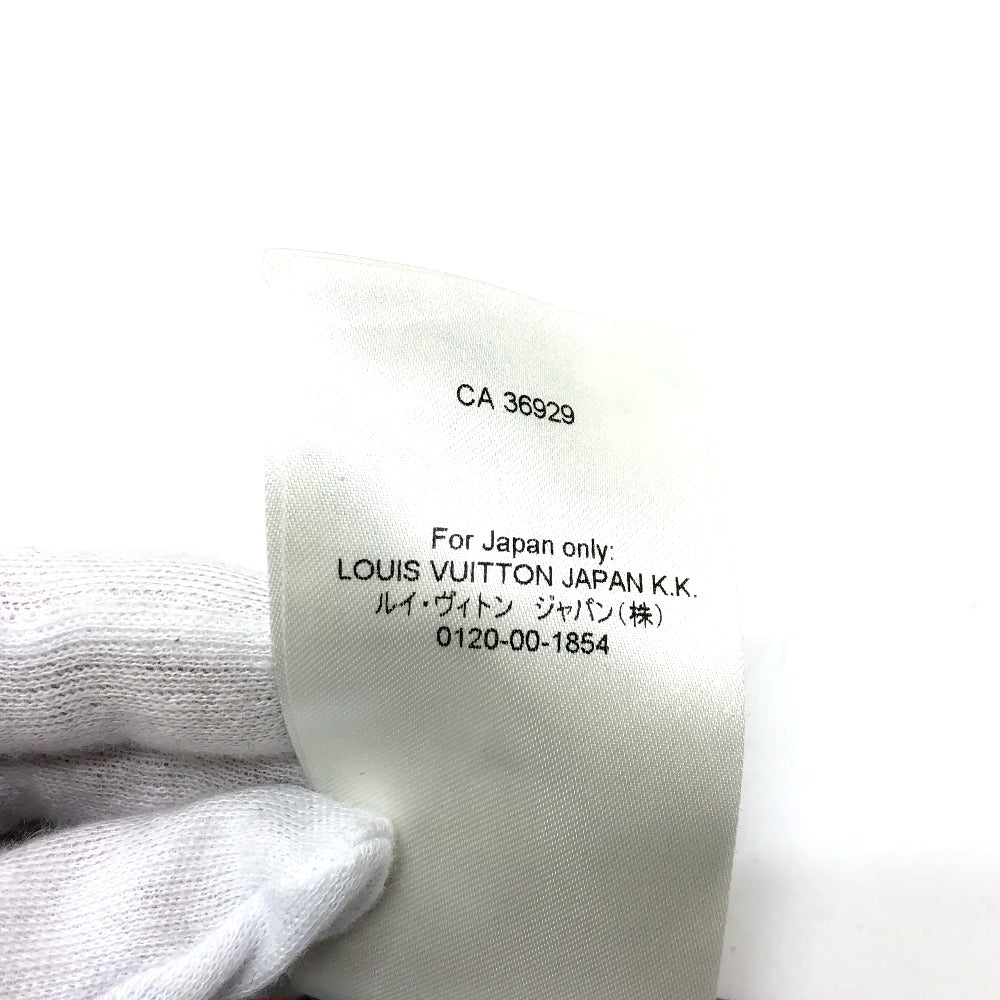 CA 36929
For Japan only:
LOUIS VUITTON JAPAN K.K.
ルイ・ヴィトン　ジャパン(株)
0120-00-1854